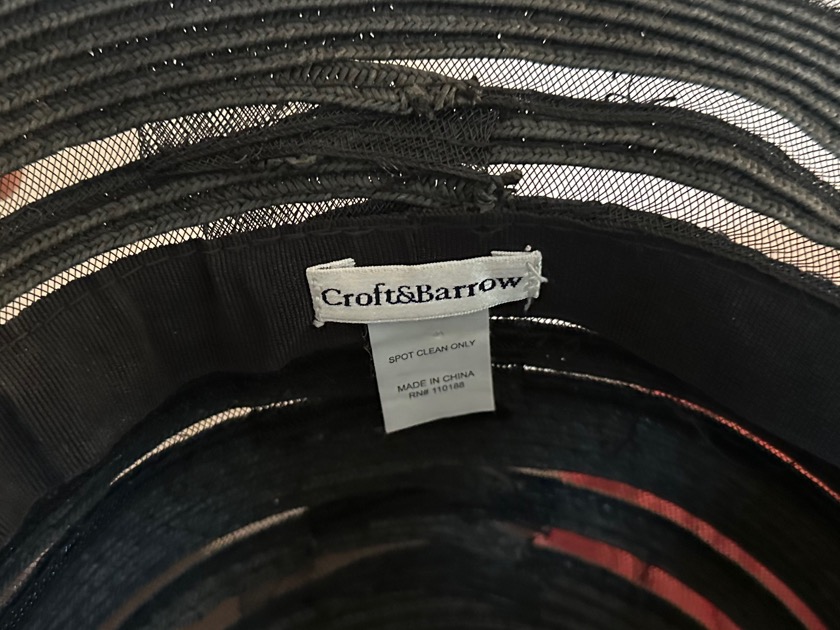 Croft&Barrow
SPOT CLEAN ONLY
MADE IN CHINA
RN# 110188